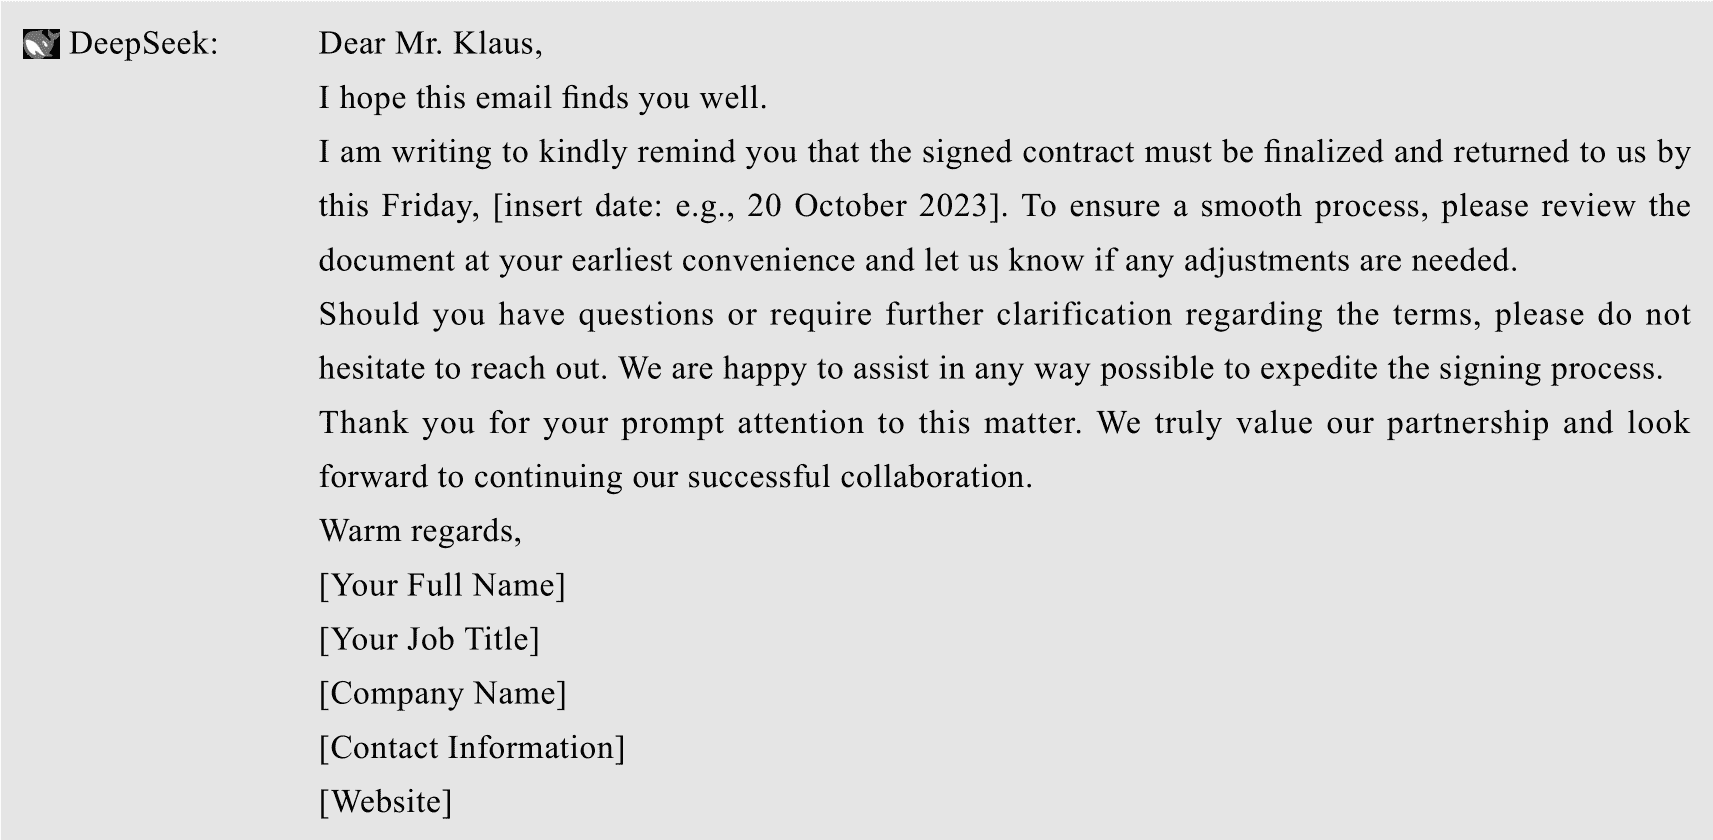 DeepSeek: Dear Mr. Klaus,
I hope this email finds you well.
I am writing to kindly remind you that the signed contract must be finalized and returned to us by
this Friday, [insert date: e.g., 20 October 2023]. To ensure a smooth process, please review the
document at your earliest convenience and let us know if any adjustments are needed.
Should you have questions or require further clarification regarding the terms, please do not
hesitate to reach out. We are happy to assist in any way possible to expedite the signing process.
Thank you for your prompt attention to this matter. We truly value our partnership and look
forward to continuing our successful collaboration.
Warm regards,
[Your Full Name]
[Your Job Title]
[Company Name]
[Contact Information]
[Website]